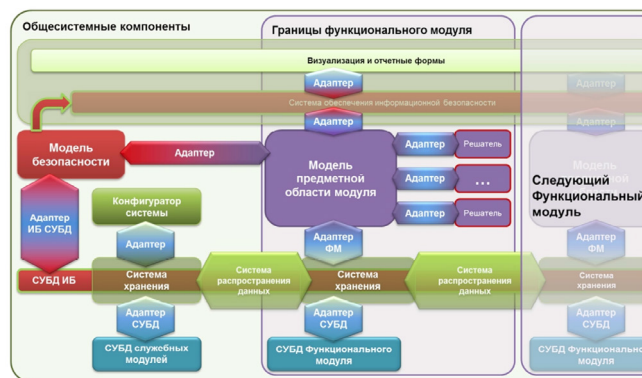 Общесистемные компоненты
Границы функционального модуля
Визуализация и отчетные формы
Адаптер
Адаптер
Система обеспечения информационной безопасности
Адаптер
Адаптер
Модель
безопасности
Адаптер
Модель
предметной
области модуля
Адаптер
Решатель
Адаптер
...
Адаптер
Решатель
Следующий
Функциональный
модуль
Адаптер
ИБ СУБД
Конфигуратор
системы
Адаптер
Адаптер
ФМ
Адаптер
ФМ
СУБД ИБ
Система
хранения
Система
распространения
данных
Система
хранения
Система
распространения
данных
Система
хранения
Адаптер
СУБД
Адаптер
СУБД
Адаптер
СУБД
СУБД служебных
модулей
СУБД Функционального
модуля
СУБД Функционального
модуля